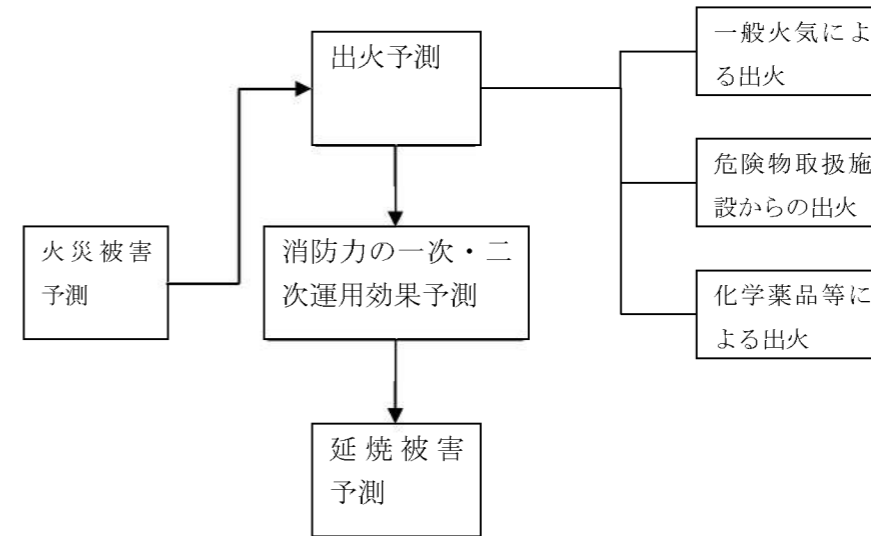 出火予測
一般火気によ
る出火
危険物取扱施
設からの出火
火災被害
予測
消防力の一次・二
次運用効果予測
化学薬品等に
よる出火
延焼被害
予測